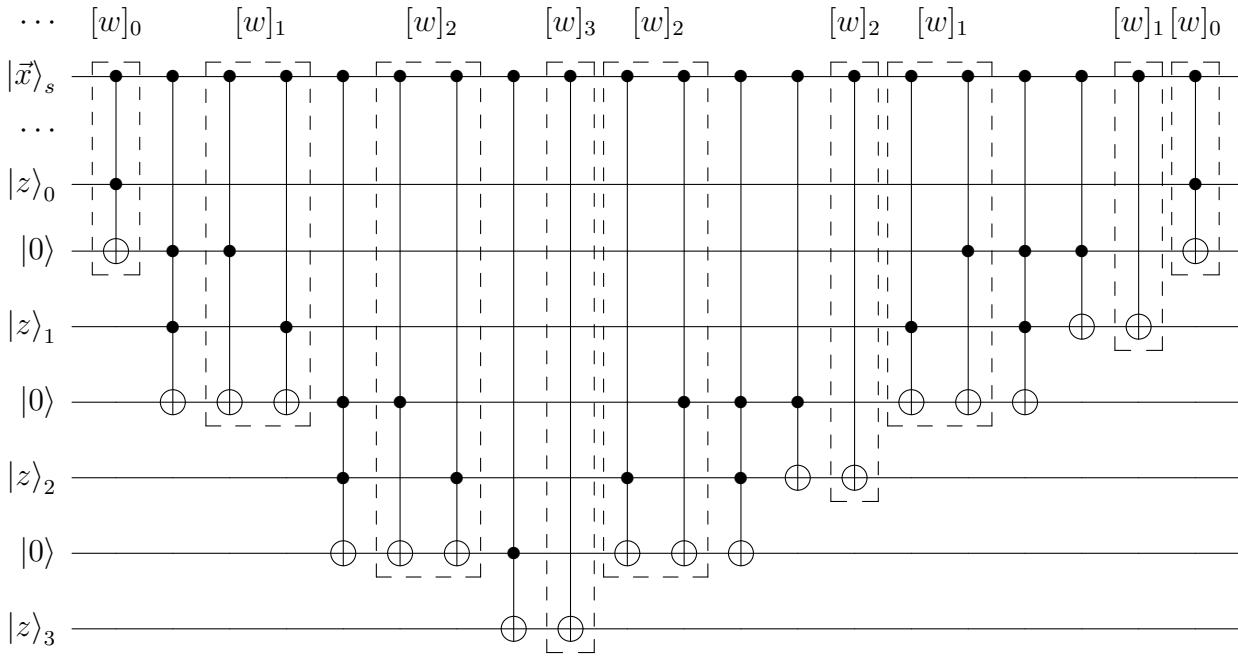 ⋯ [w]₀ [w]₁ [w]₂ [w]₃ [w]₂ [w]₂ [w]₁ [w]₁ [w]₀
|x⃗⟩ₛ
⋯
|z⟩₀
|0⟩
|z⟩₁
|0⟩
|z⟩₂
|0⟩
|z⟩₃